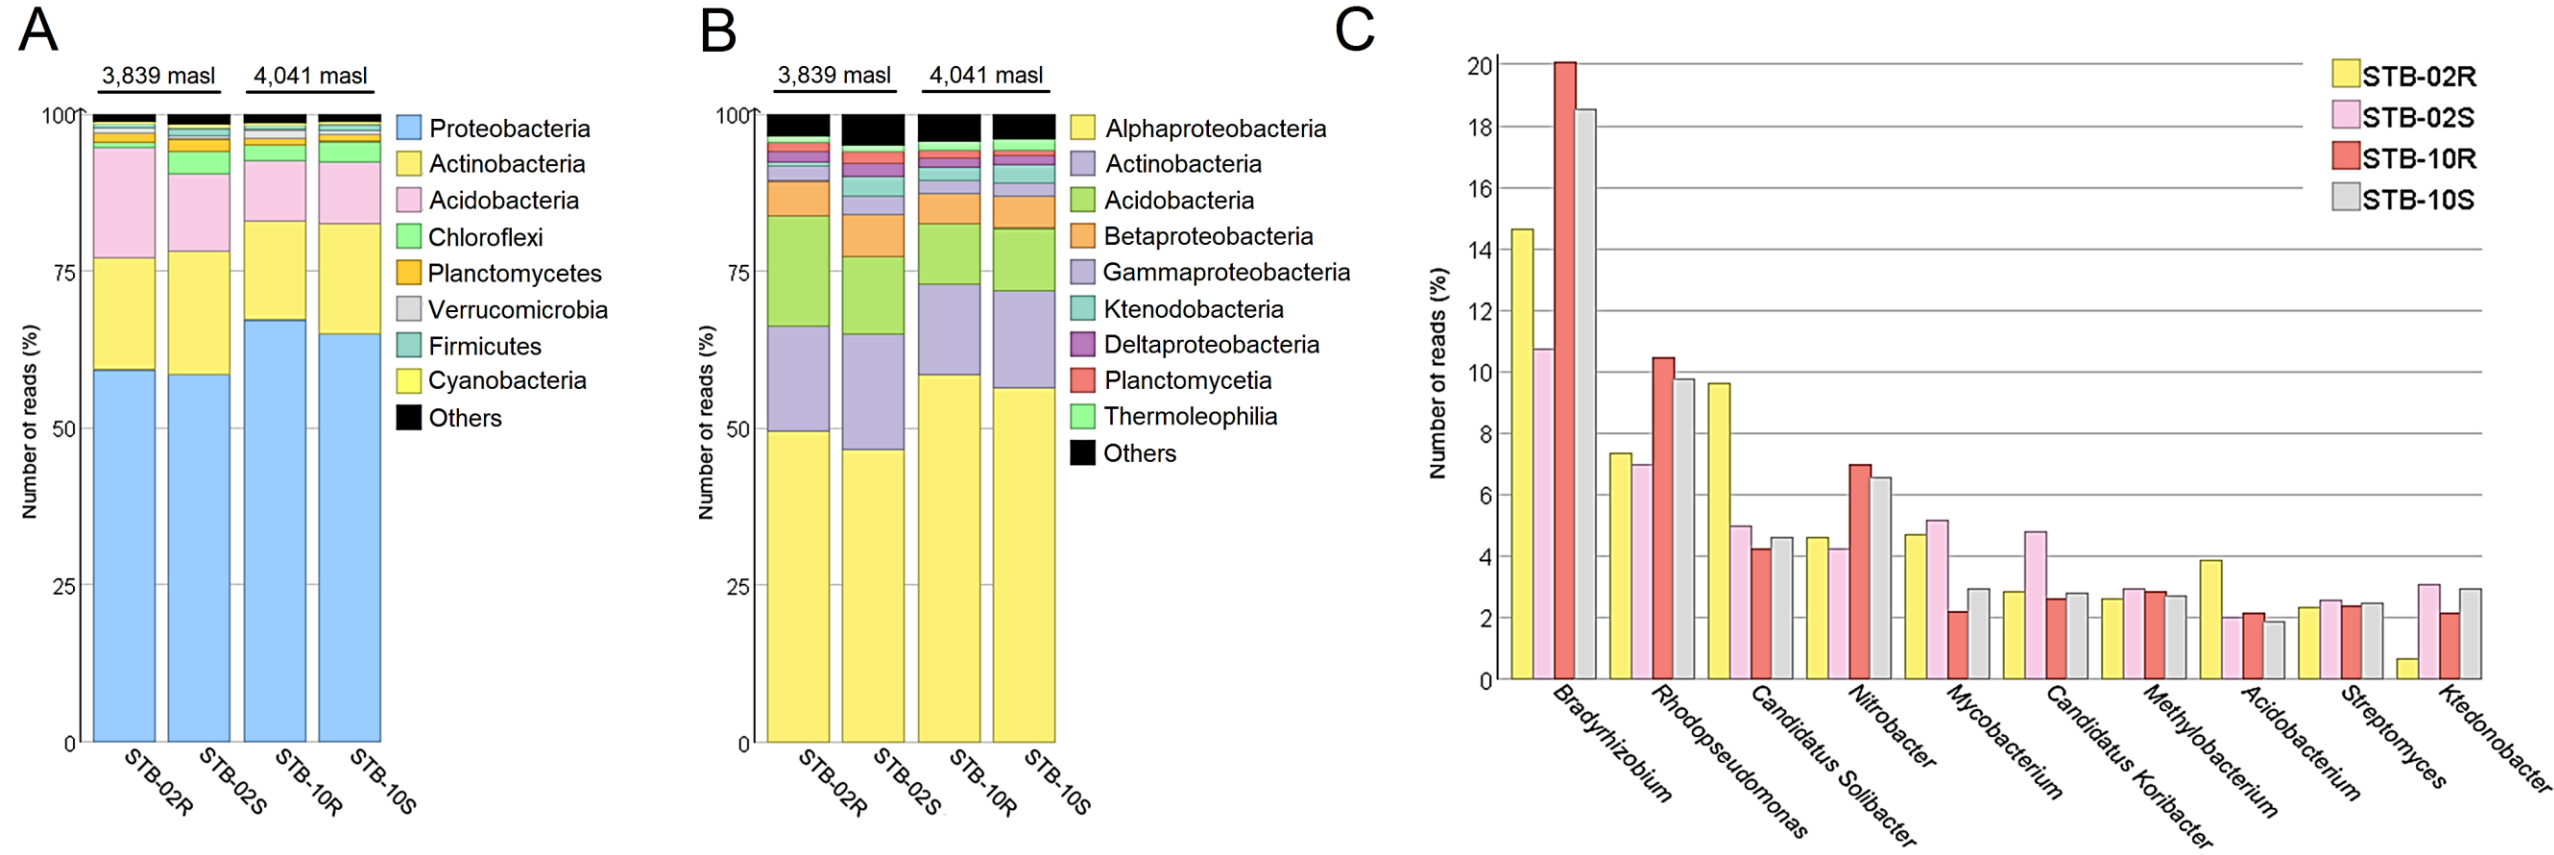 A
3,839 masl
4,041 masl
100
75
50
25
0
Number of reads (%)
STB-02R
STB-02S
STB-10R
STB-10S
Proteobacteria
Actinobacteria
Acidobacteria
Chloroflexi
Planctomycetes
Verrucomicrobia
Firmicutes
Cyanobacteria
Others
B
3,839 masl
4,041 masl
100
75
50
25
0
Number of reads (%)
STB-02R
STB-02S
STB-10R
STB-10S
Alphaproteobacteria
Actinobacteria
Acidobacteria
Betaproteobacteria
Gammaproteobacteria
Ktenodobacteria
Deltaproteobacteria
Planctomycetia
Thermoleophilia
Others
C
20
18
16
14
12
10
8
6
4
2
0
Number of reads (%)
STB-02R
STB-02S
STB-10R
STB-10S
Bradyrhizobium
Rhodopseudomonas
Candidatus Solibacter
Nitrobacter
Mycobacterium
Candidatus Koribacter
Methylobacterium
Acidobacterium
Streptomyces
Ktedonobacter